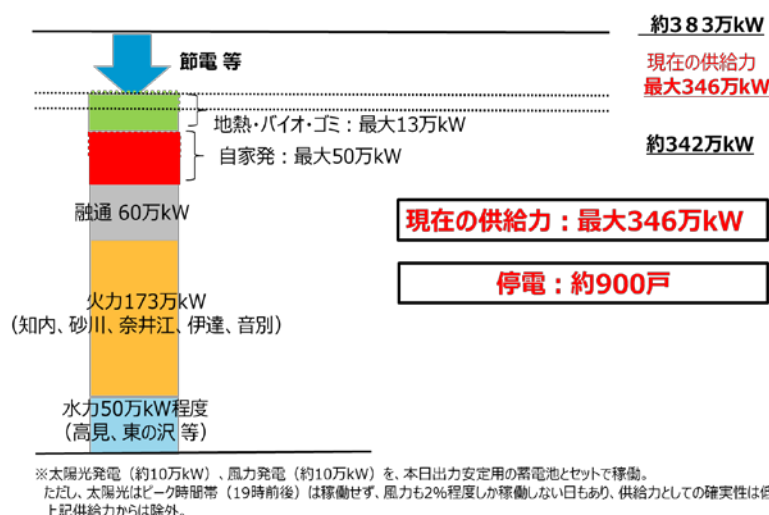 約383万kW
節電 等
現在の供給力
最大346万kW
地熱・バイオ・ゴミ：最大13万kW
自家発：最大50万kW
約342万kW
融通 60万kW
現在の供給力：最大346万kW
停電：約900戸
火力173万kW
（知内、砂川、奈井江、伊達、音別）
水力50万kW程度
（高見、東の沢 等）
※太陽光発電（約10万kW）、風力発電（約10万kW）を、本日出力安定用の蓄電池とセットで稼働。
ただし、太陽光はピーク時間帯（19時前後）は稼働せず、風力も2%程度しか稼働しない日もあり、供給力としての確実性は
上記供給力からは除外。